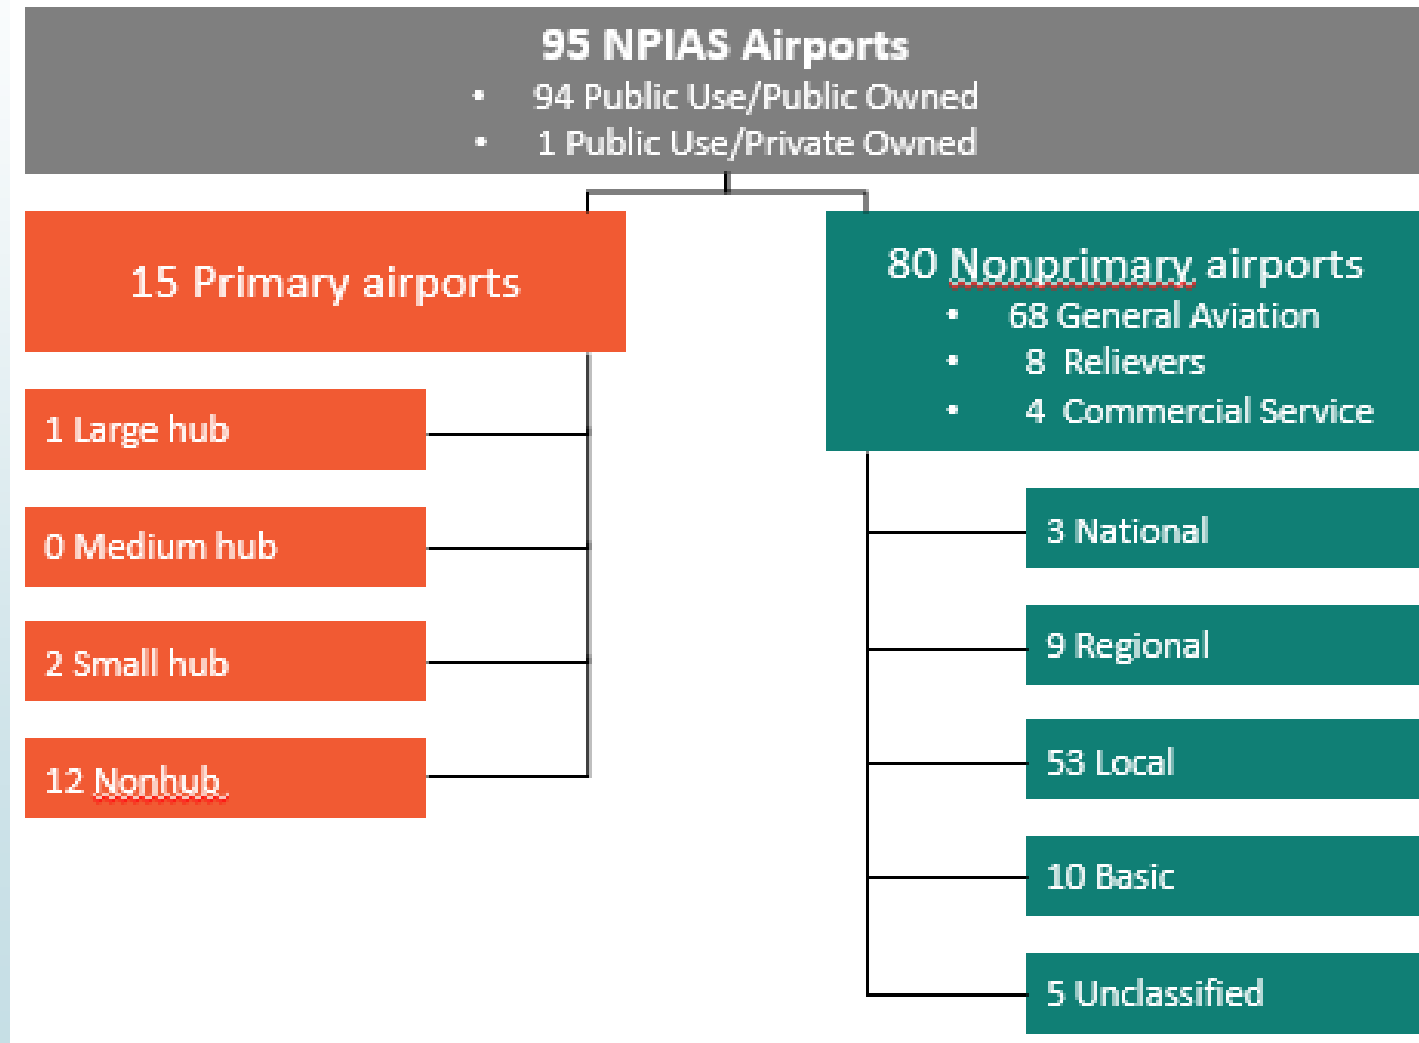 95 NPIAS Airports
• 94 Public Use/Public Owned
• 1 Public Use/Private Owned
15 Primary airports
1 Large hub
0 Medium hub
2 Small hub
12 Nonhub
80 Nonprimary airports
• 68 General Aviation
• 8 Relievers
• 4 Commercial Service
3 National
9 Regional
53 Local
10 Basic
5 Unclassified